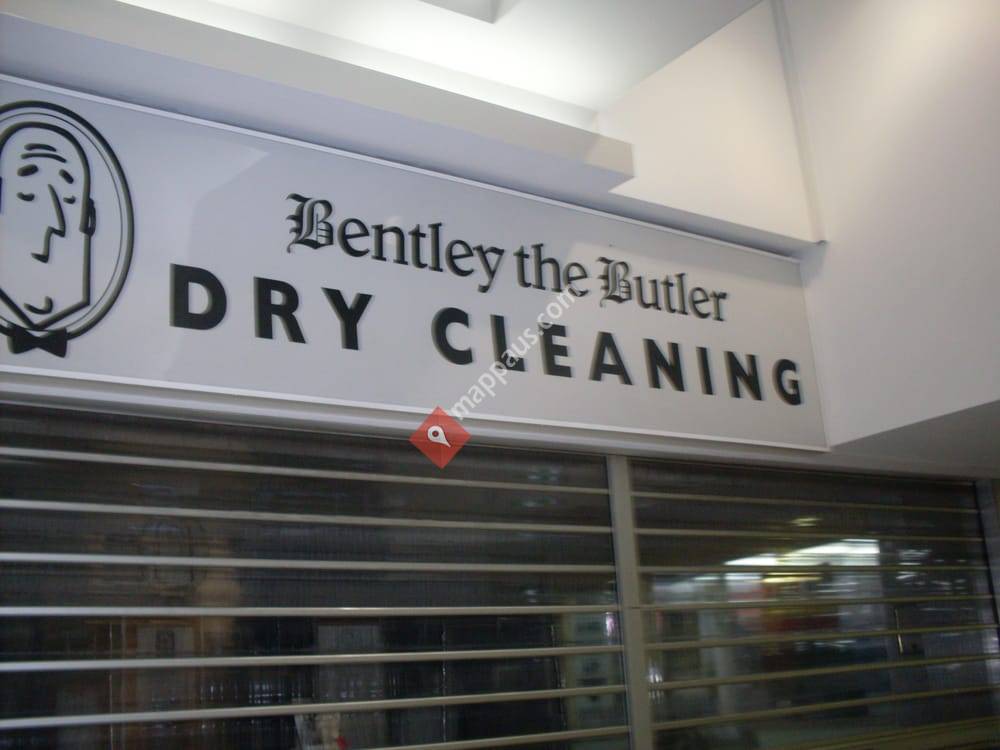 Bentley the Butler
DRY CLEANING
mappaus.com